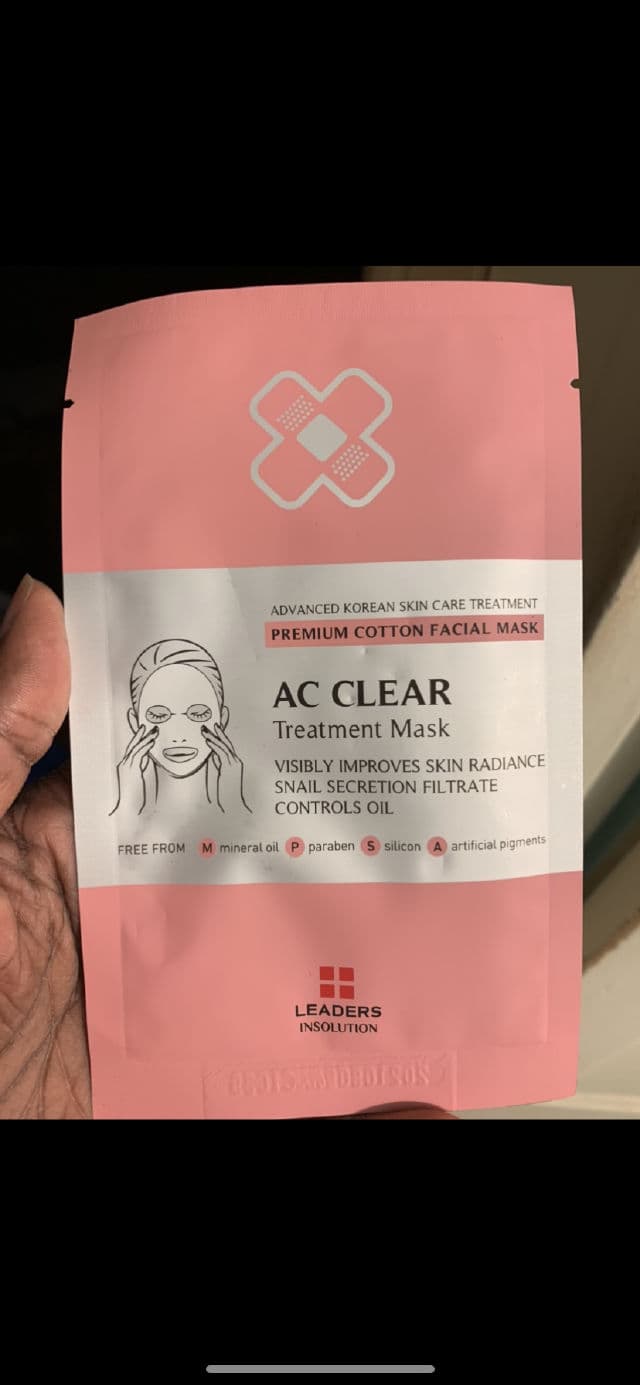 ADVANCED KOREAN SKIN CARE TREATMENT
PREMIUM COTTON FACIAL MASK
AC CLEAR
Treatment Mask
VISIBLY IMPROVES SKIN RADIANCE
SNAIL SECRETION FILTRATE
CONTROLS OIL
FREE FROM M mineral oil P paraben S silicon A artificial pigments
LEADERS
INSOLUTION